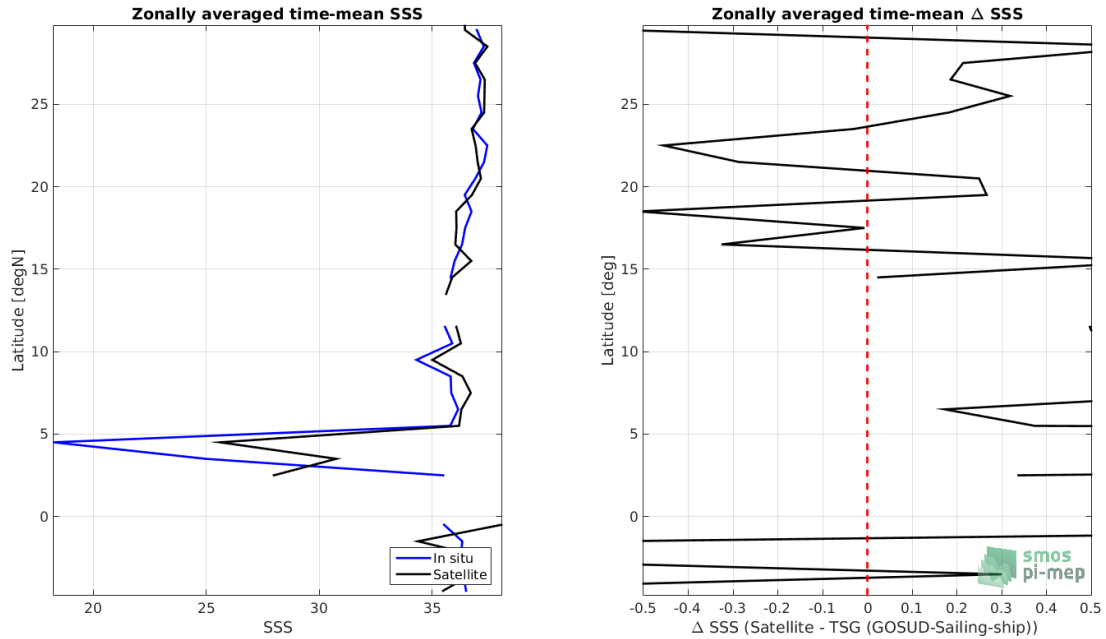 Zonally averaged time-mean SSS
Latitude [degN]
25
20
15
10
5
0
20
25
30
35
SSS
In situ
Satellite
Zonally averaged time-mean Δ SSS
Latitude [deg]
25
20
15
10
5
0
-0.5 -0.4 -0.3 -0.2 -0.1 0 0.1 0.2 0.3 0.4 0.5
Δ SSS (Satellite - TSG (GOSUD-Sailing-ship))
smos
pi-mep